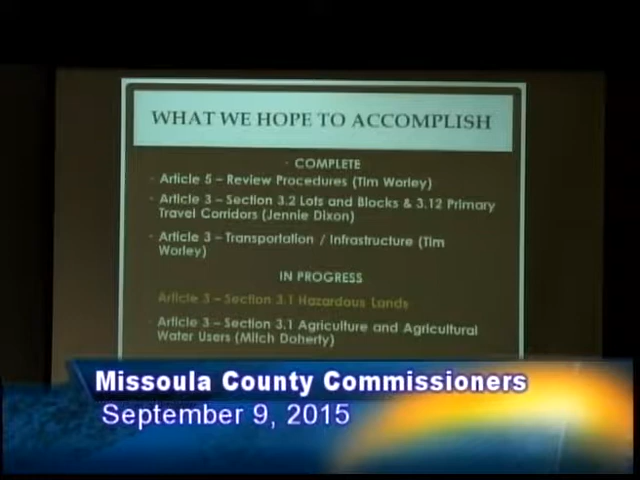 WHAT WE HOPE TO ACCOMPLISH
· COMPLETE
· Article 5 – Review Procedures (Tim Worley)
· Article 3 – Section 3.2 Lots and Blocks & 3.12 Primary
Travel Corridors (Jennie Dixon)
· Article 3 – Transportation / Infrastructure (Tim
Worley)
IN PROGRESS
Article 3 – Section 3.1 Hazardous Lands
· Article 3 – Section 3.1 Agriculture and Agricultural
Water Users (Mitch Doherty)
Missoula County Commissioners
September 9, 2015